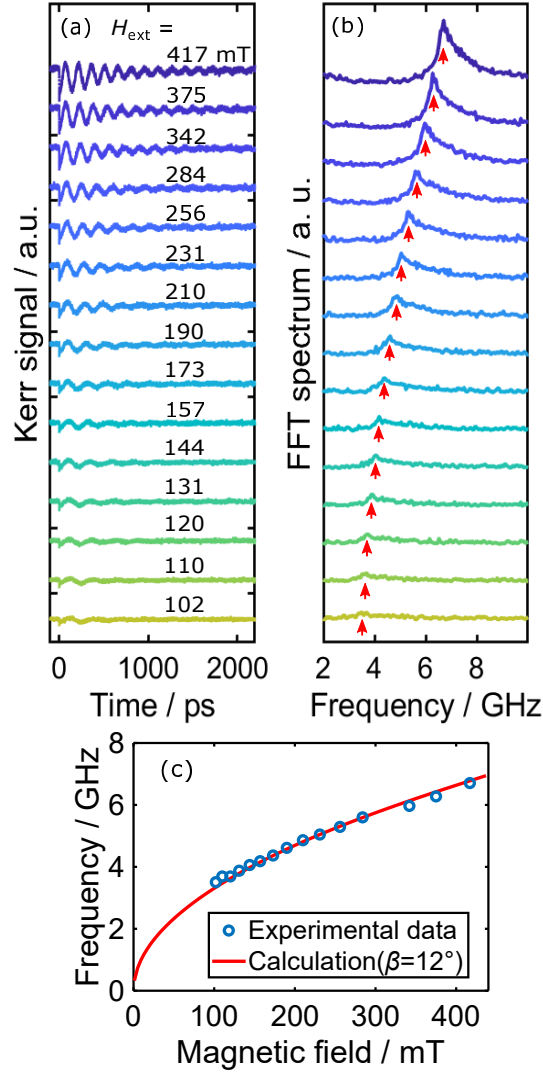 (a) H_ext =
417 mT
375
342
284
256
231
210
190
173
157
144
131
120
110
102
Kerr signal / a.u.
0 1000 2000
Time / ps
(b)
FFT spectrum / a. u.
2 4 6 8
Frequency / GHz
(c)
8
6
4
2
0
Frequency / GHz
Experimental data
Calculation(β=12°)
0 100 200 300 400
Magnetic field / mT